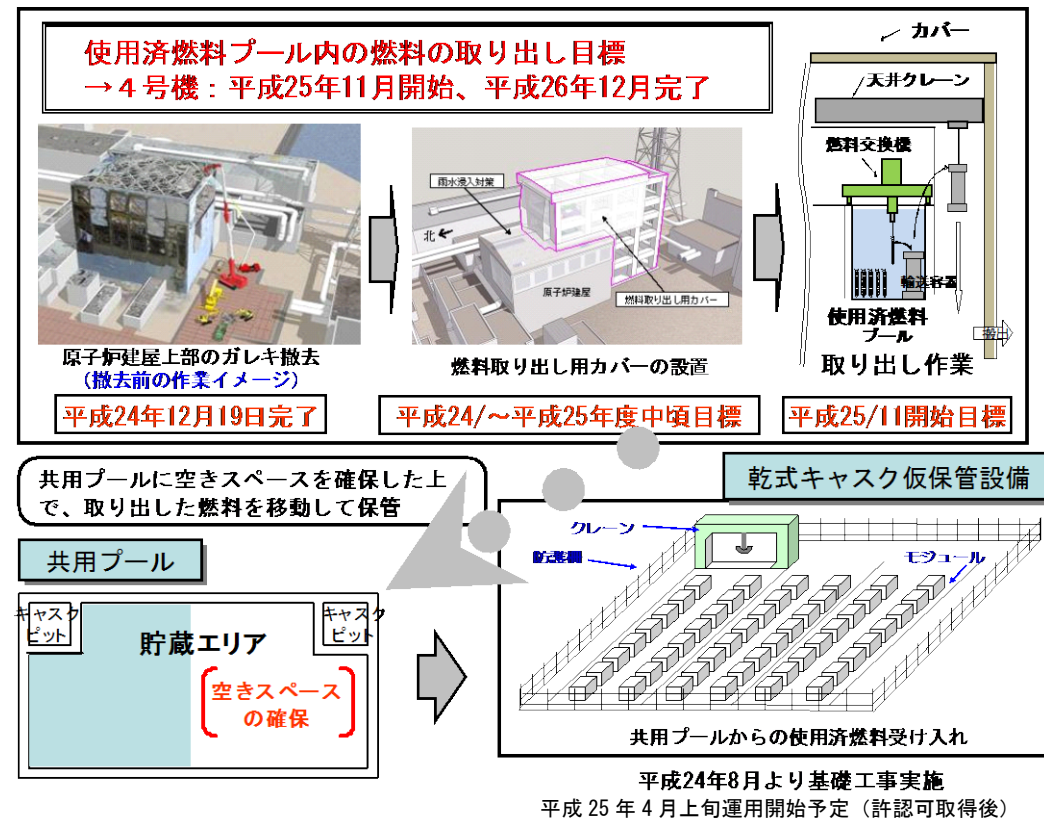 使用済燃料プール内の燃料の取り出し目標
→４号機：平成25年11月開始、平成26年12月完了
原子炉建屋上部のガレキ撤去
（撤去前の作業イメージ）
平成24年12月19日完了
雨水浸入対策
北
原子炉建屋
燃料取り出し用カバー
燃料取り出し用カバーの設置
平成24/～平成25年度中頃目標
カバー
天井クレーン
燃料交換機
輸送容器
使用済燃料
プール
搬出
取り出し作業
平成25/11開始目標
共用プールに空きスペースを確保した上
で、取り出した燃料を移動して保管
共用プール
キャスク
ピット
キャスク
ピット
貯蔵エリア
空きスペース
の確保
乾式キャスク仮保管設備
クレーン
防護柵
モジュール
共用プールからの使用済燃料受け入れ
平成24年8月より基礎工事実施
平成 25 年 4 月上旬運用開始予定（許認可取得後）